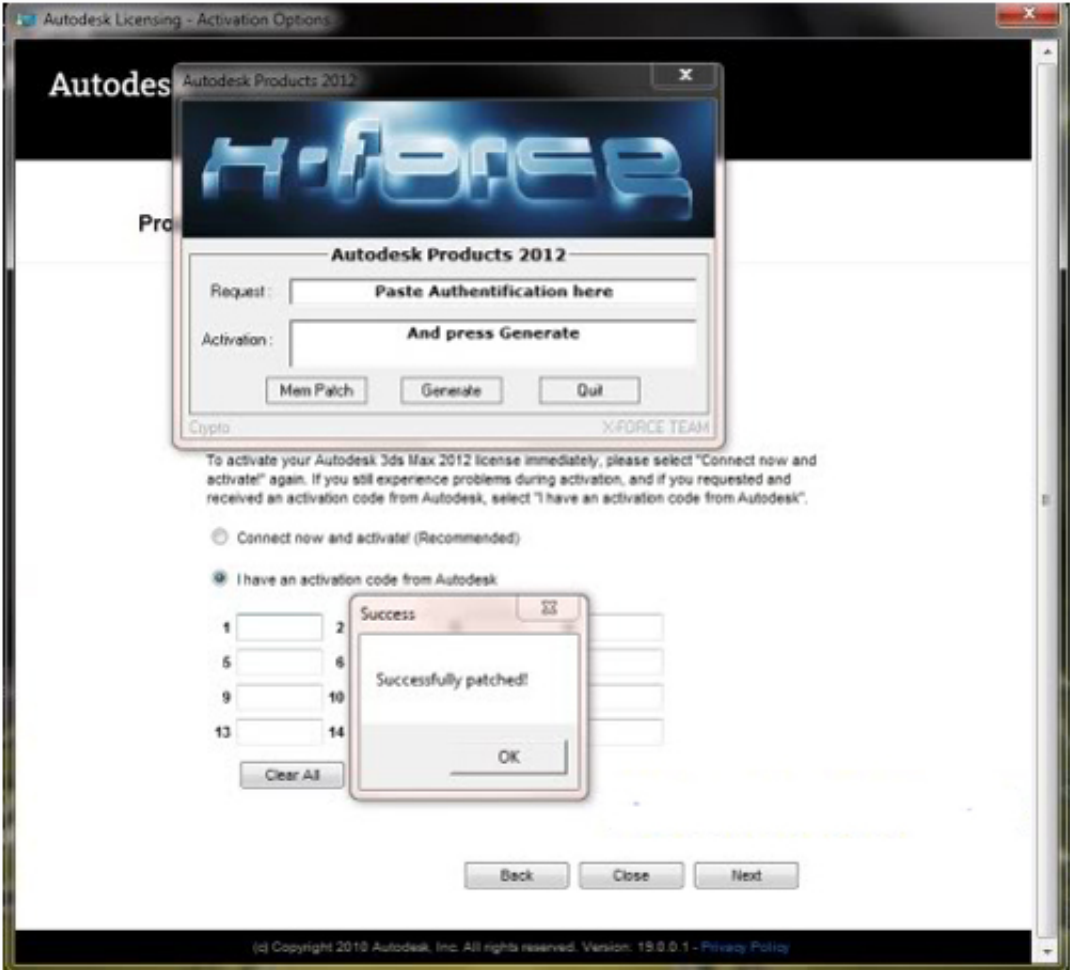 Autodesk Licensing - Activation Options
Autodes
Autodesk Products 2012
x-force
Pro
Autodesk Products 2012
Request :
Paste Authentification here
Activation :
And press Generate
Mem Patch
Generate
Quit
Crypto
X-FORCE TEAM
To activate your Autodesk 3ds Max 2012 license immediately, please select "Connect now and
activate!" again. If you still experience problems during activation, and if you requested and
received an activation code from Autodesk, select "I have an activation code from Autodesk".
Connect now and activate! (Recommended)
I have an activation code from Autodesk
Success
1 2
5 6
Successfully patched!
9 10
13 14
OK
Clear All
Back Close Next
(c) Copyright 2010 Autodesk, Inc. All rights reserved. Version: 19.0.0.1 - Privacy Policy